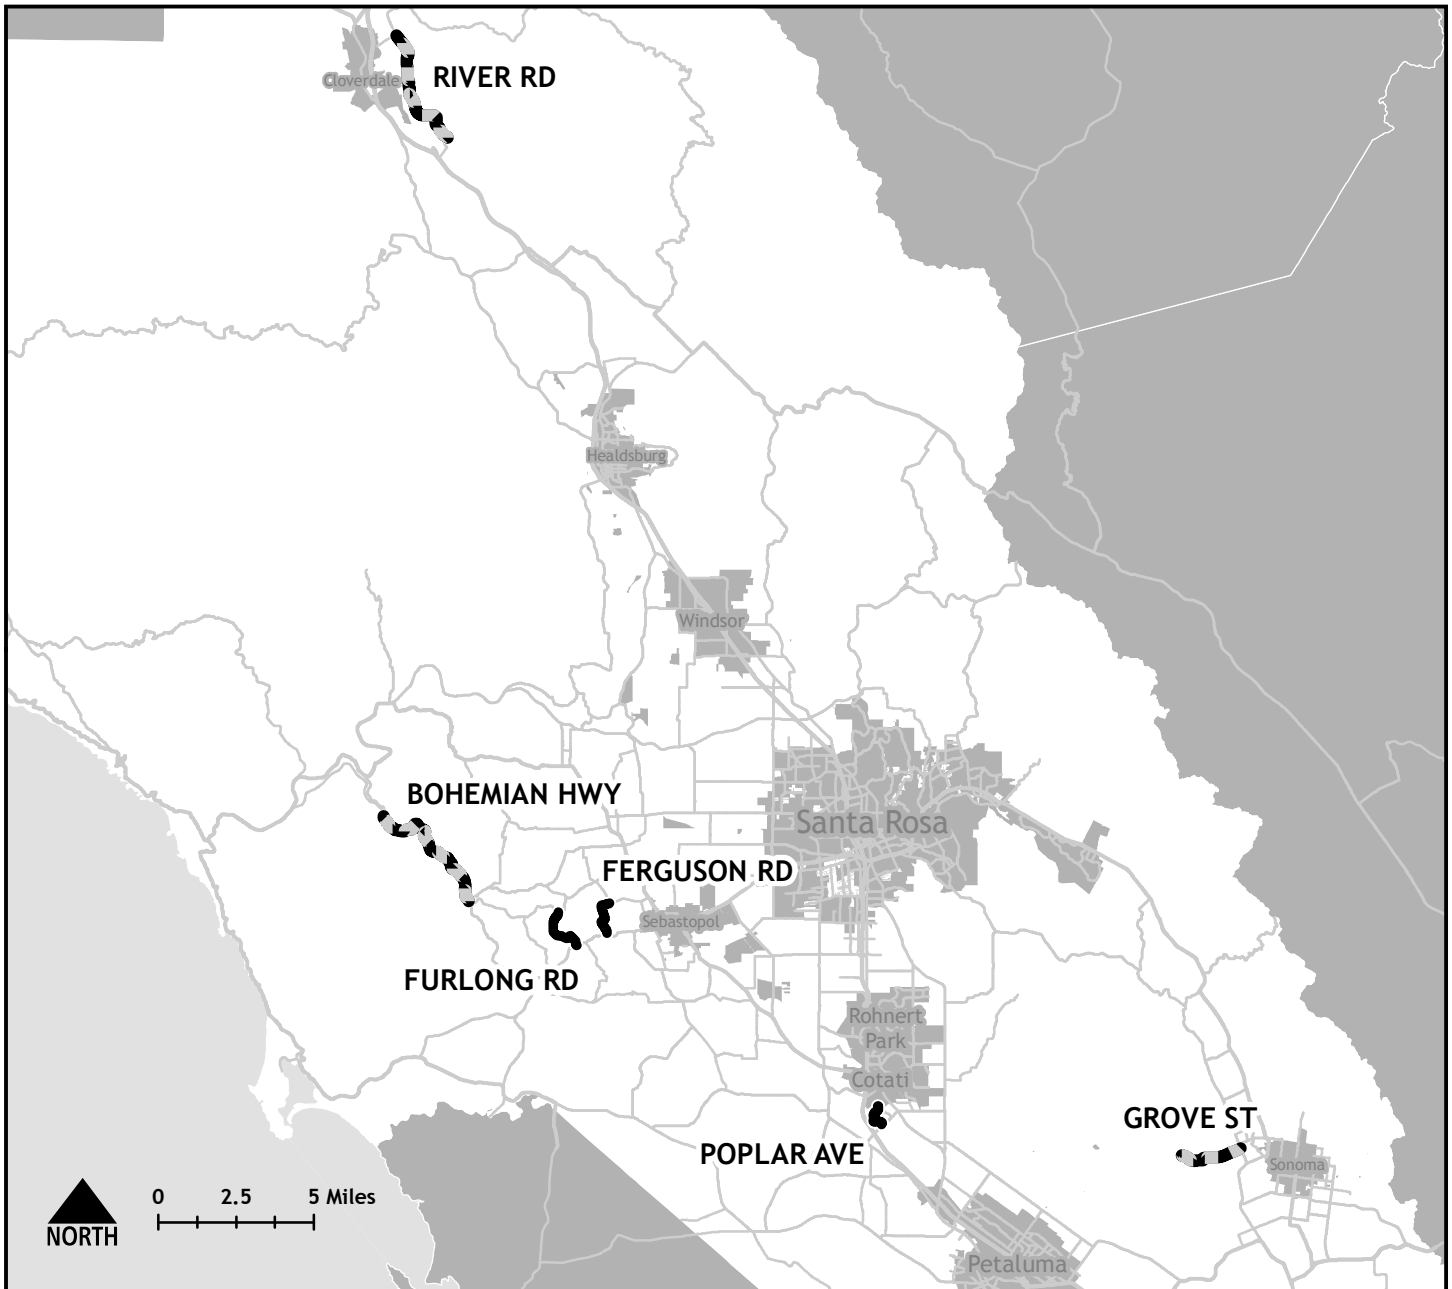 Cloverdale
RIVER RD
Healdsburg
Windsor
BOHEMIAN HWY
Santa Rosa
FERGUSON RD
Sebastopol
FURLONG RD
Rohnert
Park
Cotati
GROVE ST
POPLAR AVE
Sonoma
0 2.5 5 Miles
NORTH
Petaluma